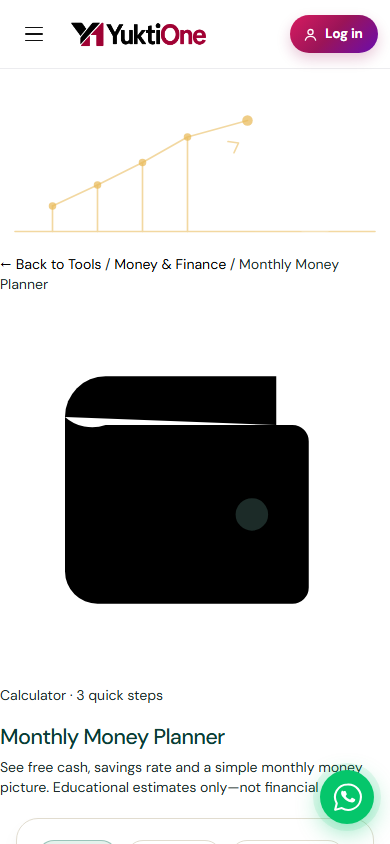 YuktiOne
Log in
← Back to Tools / Money & Finance / Monthly Money
Planner
Calculator · 3 quick steps
Monthly Money Planner
See free cash, savings rate and a simple monthly money
picture. Educational estimates only—not financial